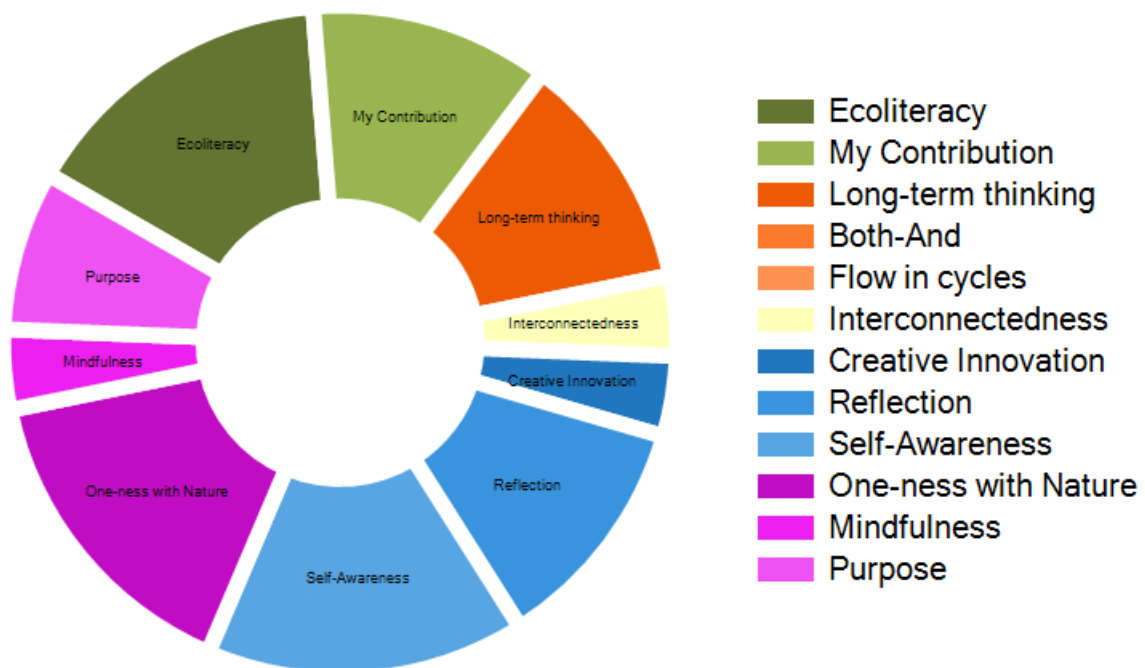 My Contribution
Ecoliteracy
Long-term thinking
Purpose
Interconnectedness
Mindfulness
Creative Innovation
One-ness with Nature
Reflection
Self-Awareness
Ecoliteracy
My Contribution
Long-term thinking
Both-And
Flow in cycles
Interconnectedness
Creative Innovation
Reflection
Self-Awareness
One-ness with Nature
Mindfulness
Purpose